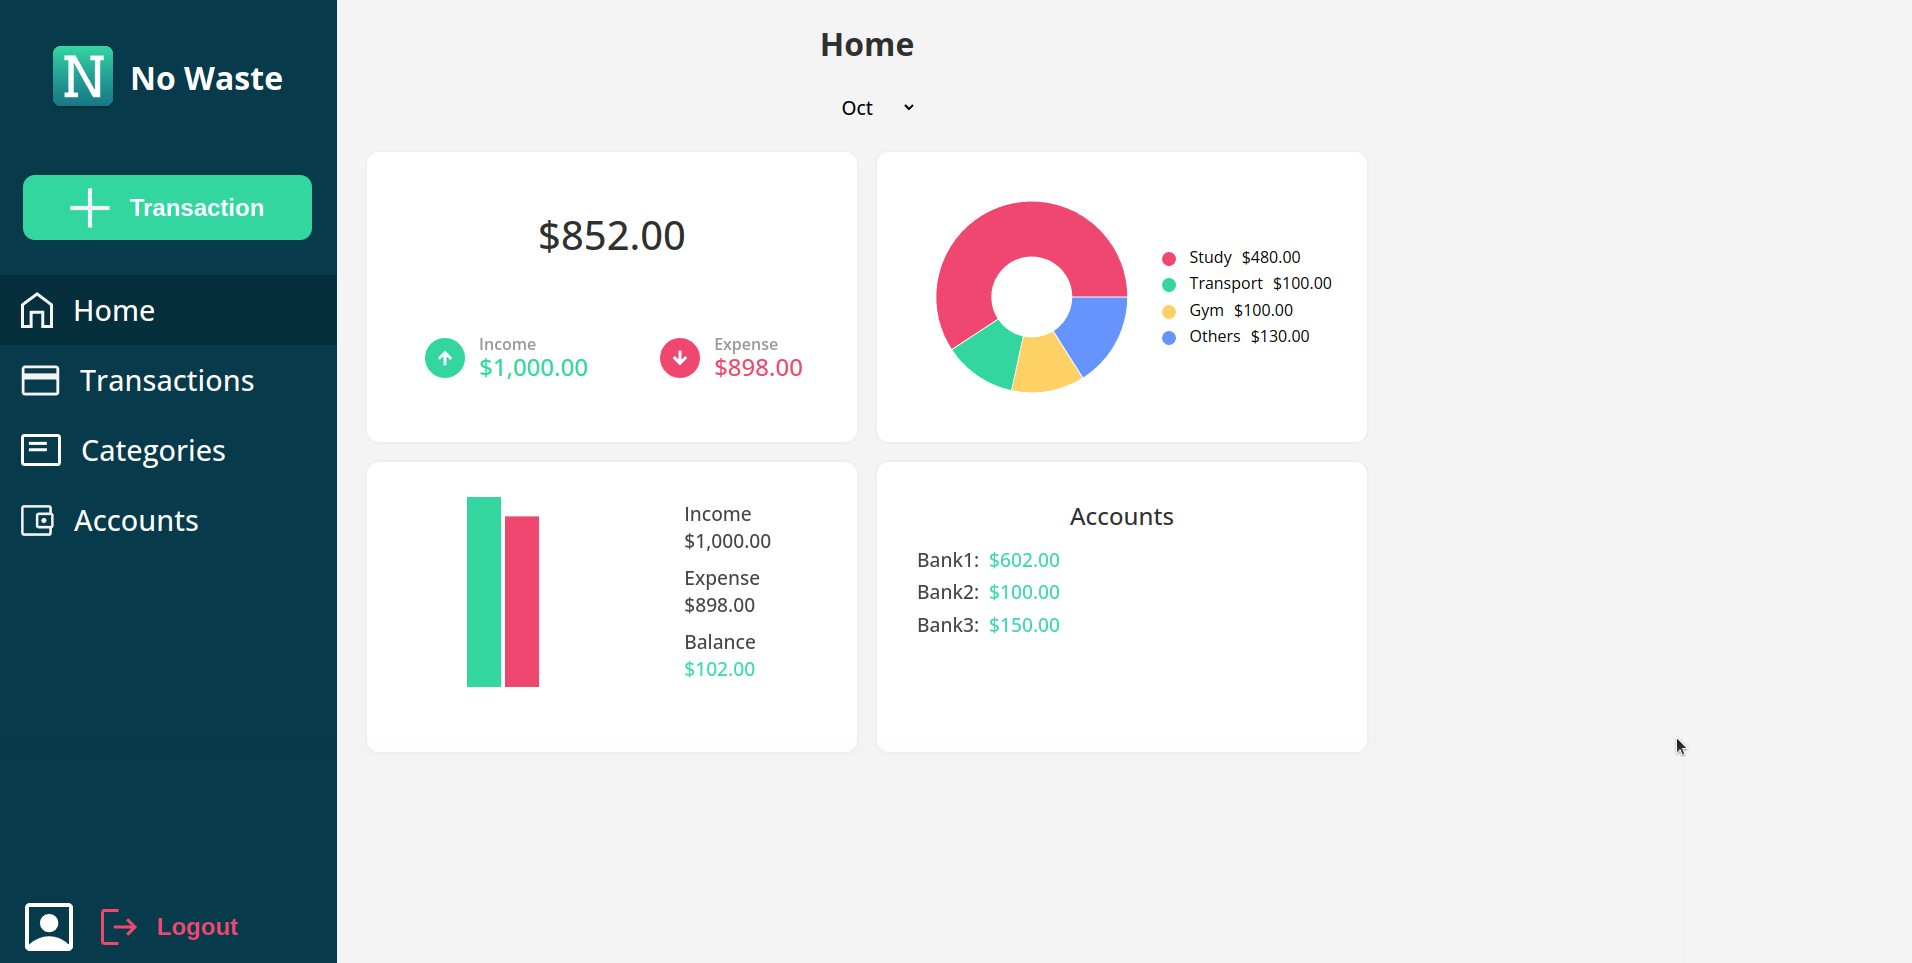 N No Waste
Transaction
Home
Transactions
Categories
Accounts
Logout
Home
Oct
$852.00
Income
$1,000.00
Expense
$898.00
Study $480.00
Transport $100.00
Gym $100.00
Others $130.00
Income
$1,000.00
Expense
$898.00
Balance
$102.00
Accounts
Bank1: $602.00
Bank2: $100.00
Bank3: $150.00